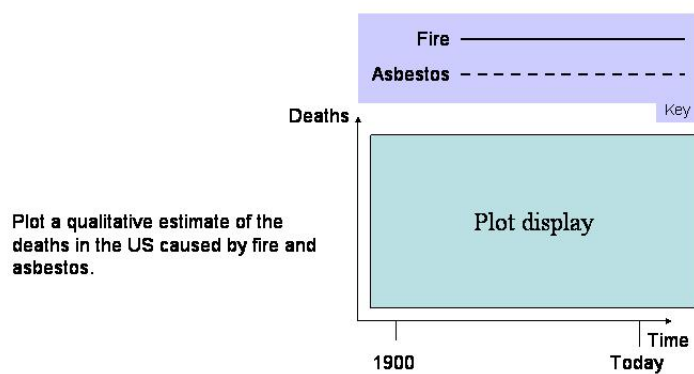 Fire
Asbestos
Key
Deaths
Plot a qualitative estimate of the
deaths in the US caused by fire and
asbestos.
Plot display
Time
1900
Today